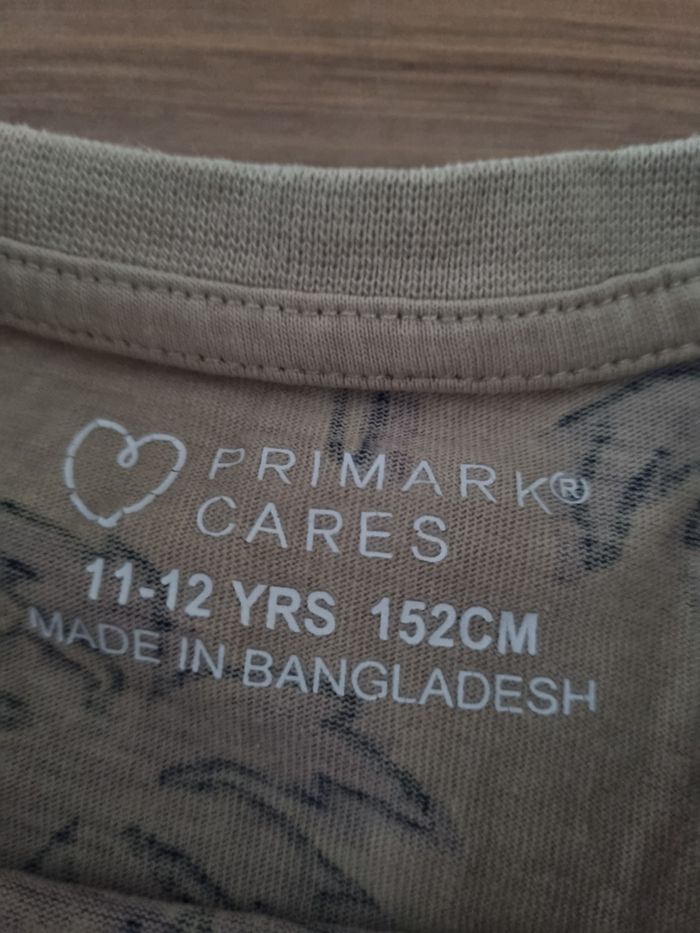 PRIMARK®
CARES
11-12 YRS 152CM
MADE IN BANGLADESH